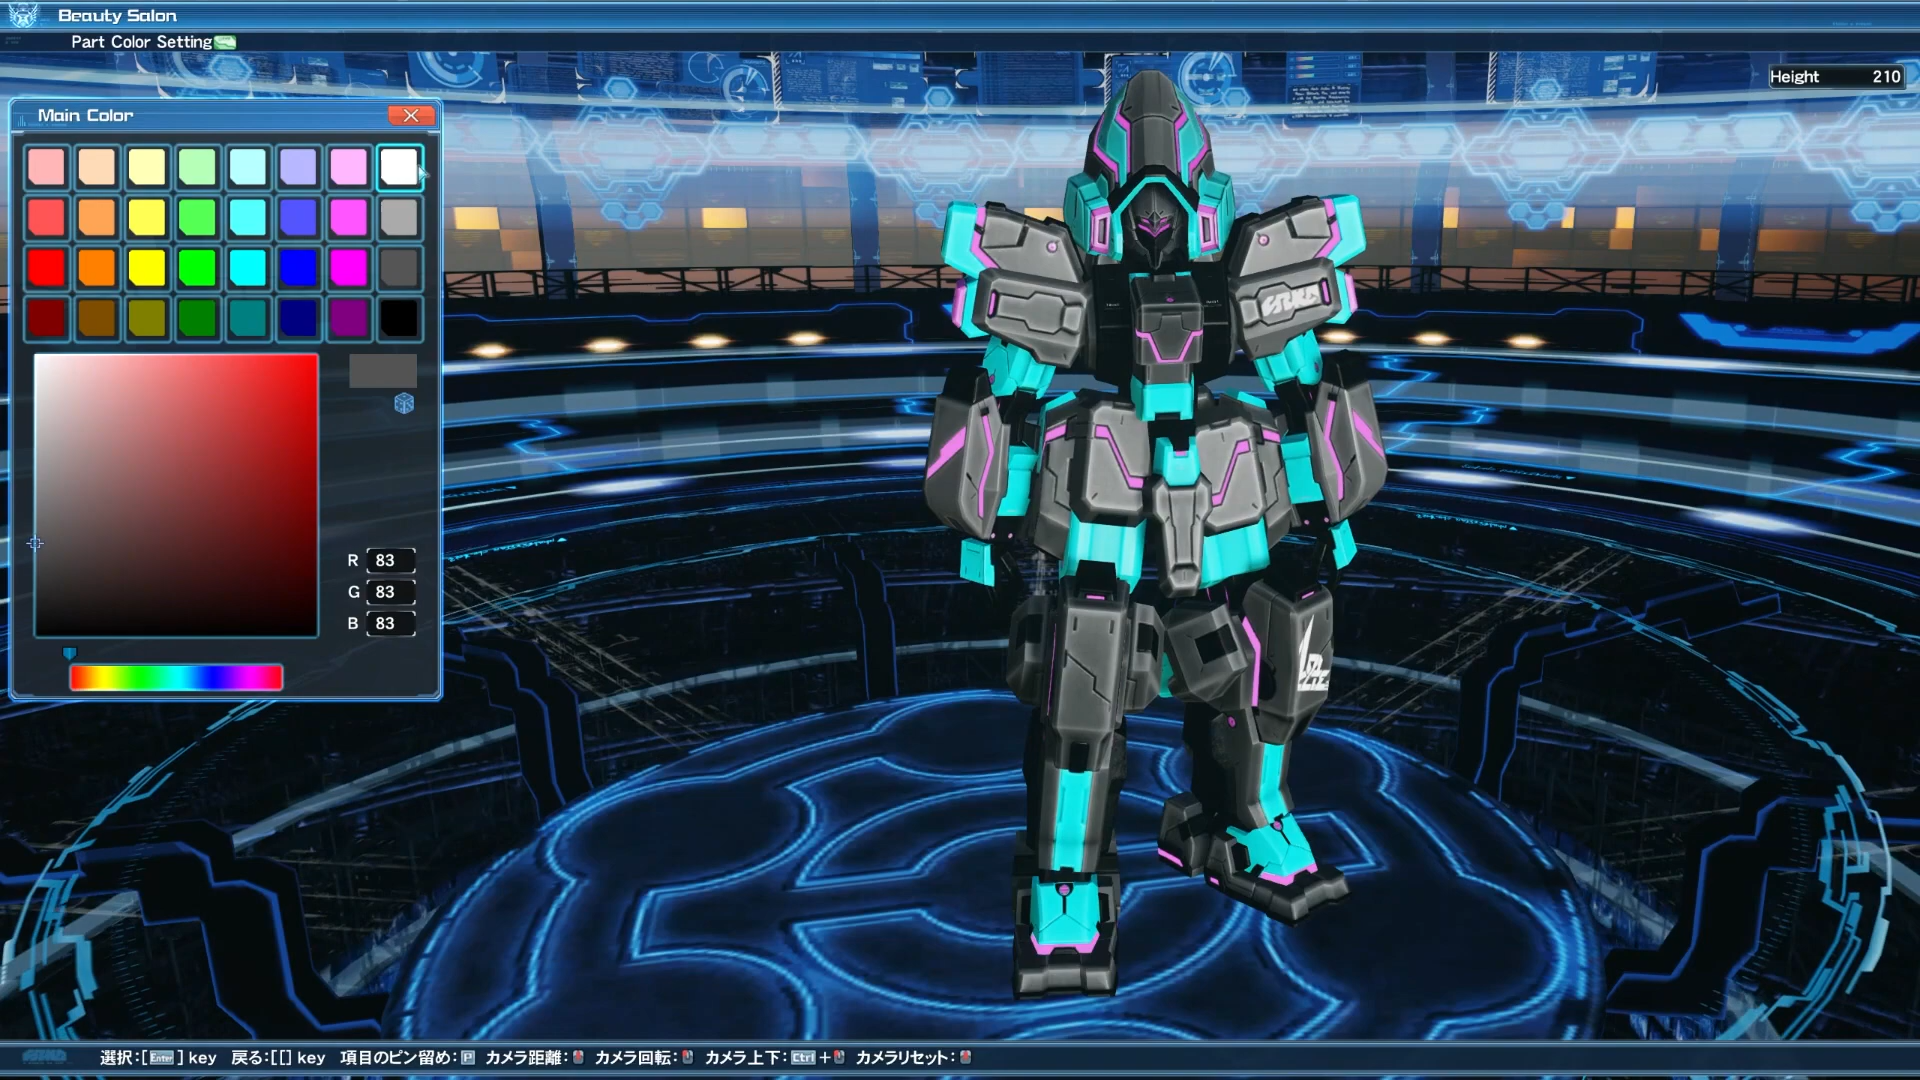 Beauty Salon
Part Color Setting
Height 210
Main Color
R 83
G 83
B 83
選択:[Enter] key 戻る:[[] key 項目のピン留め:P カメラ距離: カメラ回転: カメラ上下:Ctrl+ カメラリセット: